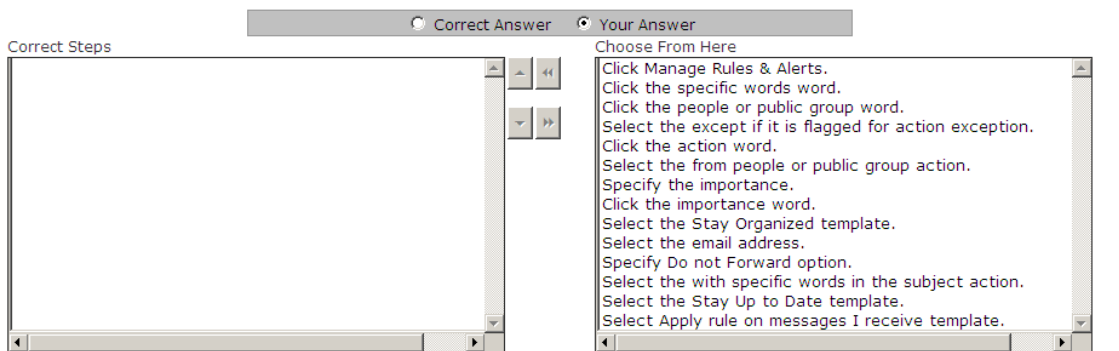 Correct Answer Your Answer
Correct Steps
Choose From Here
Click Manage Rules & Alerts.
Click the specific words word.
Click the people or public group word.
Select the except if it is flagged for action exception.
Click the action word.
Select the from people or public group action.
Specify the importance.
Click the importance word.
Select the Stay Organized template.
Select the email address.
Specify Do not Forward option.
Select the with specific words in the subject action.
Select the Stay Up to Date template.
Select Apply rule on messages I receive template.